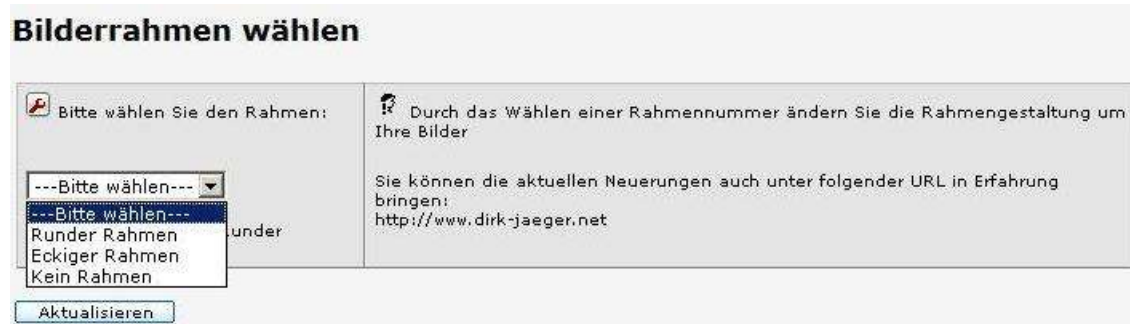 Bilderrahmen wählen
Bitte wählen Sie den Rahmen:
---Bitte wählen---
---Bitte wählen---
Runder Rahmen
Eckiger Rahmen
Kein Rahmen
Durch das Wählen einer Rahmennummer ändern Sie die Rahmengestaltung um
Ihre Bilder
Sie können die aktuellen Neuerungen auch unter folgender URL in Erfahrung
bringen:
http://www.dirk-jaeger.net
Aktualisieren